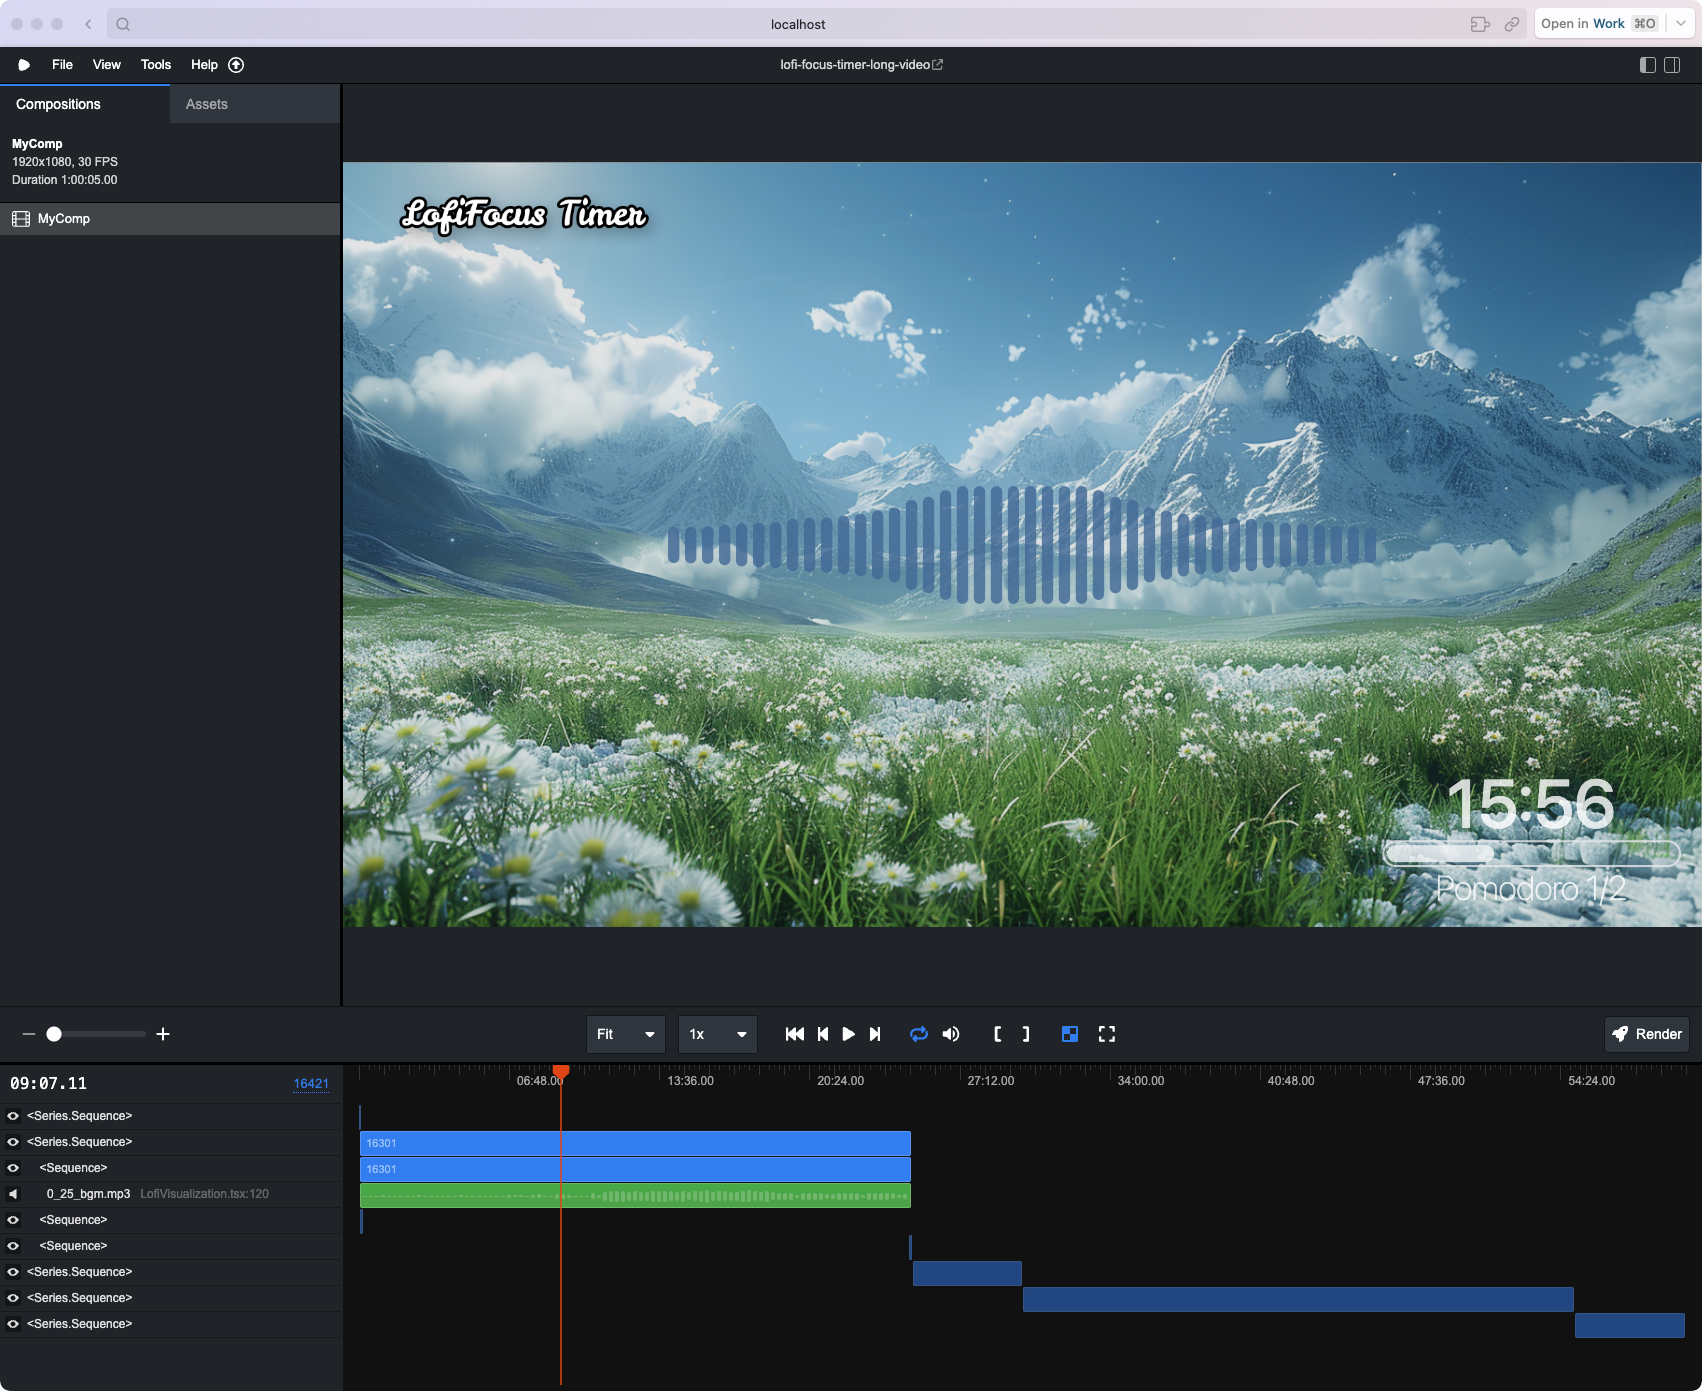 localhost
Open in Work ⌘O
File View Tools Help
lofi-focus-timer-long-video
Compositions
Assets
MyComp
1920x1080, 30 FPS
Duration 1:00:05.00
MyComp
LofiFocus Timer
15:56
Pomodoro 1/2
Fit
1x
Render
09:07.11
16421
06:48.00
13:36.00
20:24.00
27:12.00
34:00.00
40:48.00
47:36.00
54:24.00
<Series.Sequence>
<Series.Sequence>
16301
<Sequence>
16301
0_25_bgm.mp3 LofiVisualization.tsx:120
<Sequence>
<Sequence>
<Series.Sequence>
<Series.Sequence>
<Series.Sequence>